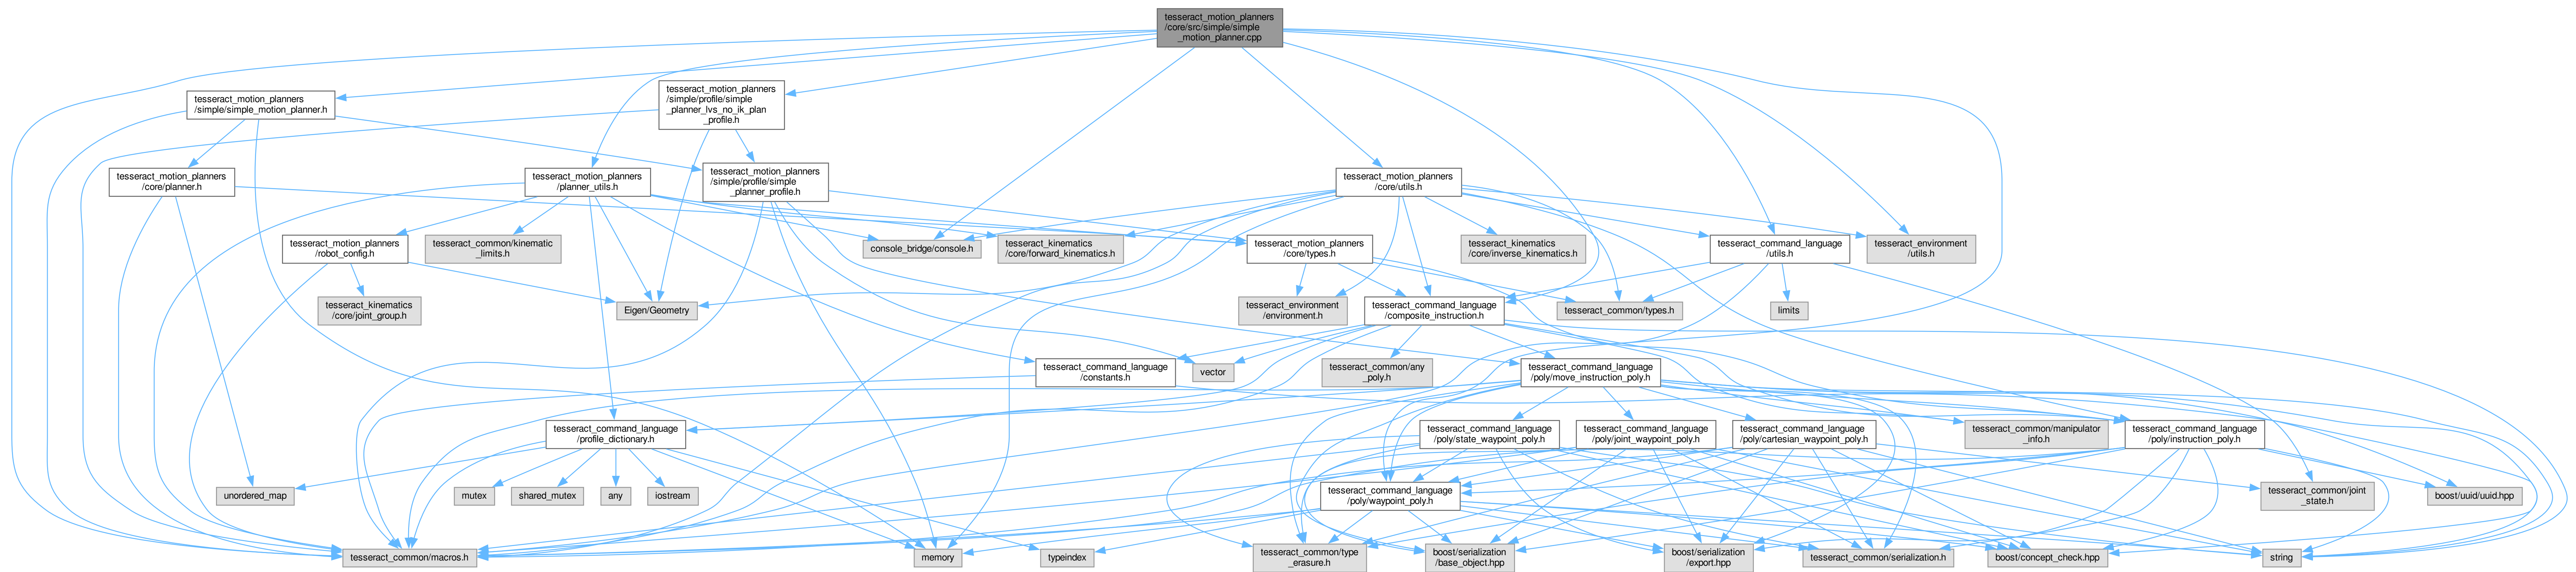 tesseract_motion_planners
/core/src/simple/simple
_motion_planner.cpp
tesseract_motion_planners
/simple/simple_motion_planner.h
tesseract_motion_planners
/simple/profile/simple
_planner_lvs_no_ik_plan
_profile.h
tesseract_motion_planners
/core/planner.h
tesseract_motion_planners
/planner_utils.h
tesseract_motion_planners
/simple/profile/simple
_planner_profile.h
tesseract_motion_planners
/core/utils.h
tesseract_motion_planners
/robot_config.h
tesseract_common/kinematic
_limits.h
console_bridge/console.h
tesseract_kinematics
/core/forward_kinematics.h
tesseract_motion_planners
/core/types.h
tesseract_kinematics
/core/inverse_kinematics.h
tesseract_command_language
/utils.h
tesseract_environment
/utils.h
tesseract_kinematics
/core/joint_group.h
Eigen/Geometry
tesseract_environment
/environment.h
tesseract_command_language
/composite_instruction.h
tesseract_common/types.h
limits
tesseract_command_language
/constants.h
vector
tesseract_common/any
_poly.h
tesseract_command_language
/poly/move_instruction_poly.h
tesseract_command_language
/profile_dictionary.h
tesseract_command_language
/poly/state_waypoint_poly.h
tesseract_command_language
/poly/joint_waypoint_poly.h
tesseract_command_language
/poly/cartesian_waypoint_poly.h
tesseract_common/manipulator
_info.h
tesseract_command_language
/poly/instruction_poly.h
unordered_map
mutex
shared_mutex
any
iostream
tesseract_command_language
/poly/waypoint_poly.h
tesseract_common/joint
_state.h
boost/uuid/uuid.hpp
tesseract_common/macros.h
memory
typeindex
tesseract_common/type
_erasure.h
boost/serialization
/base_object.hpp
boost/serialization
/export.hpp
tesseract_common/serialization.h
boost/concept_check.hpp
string